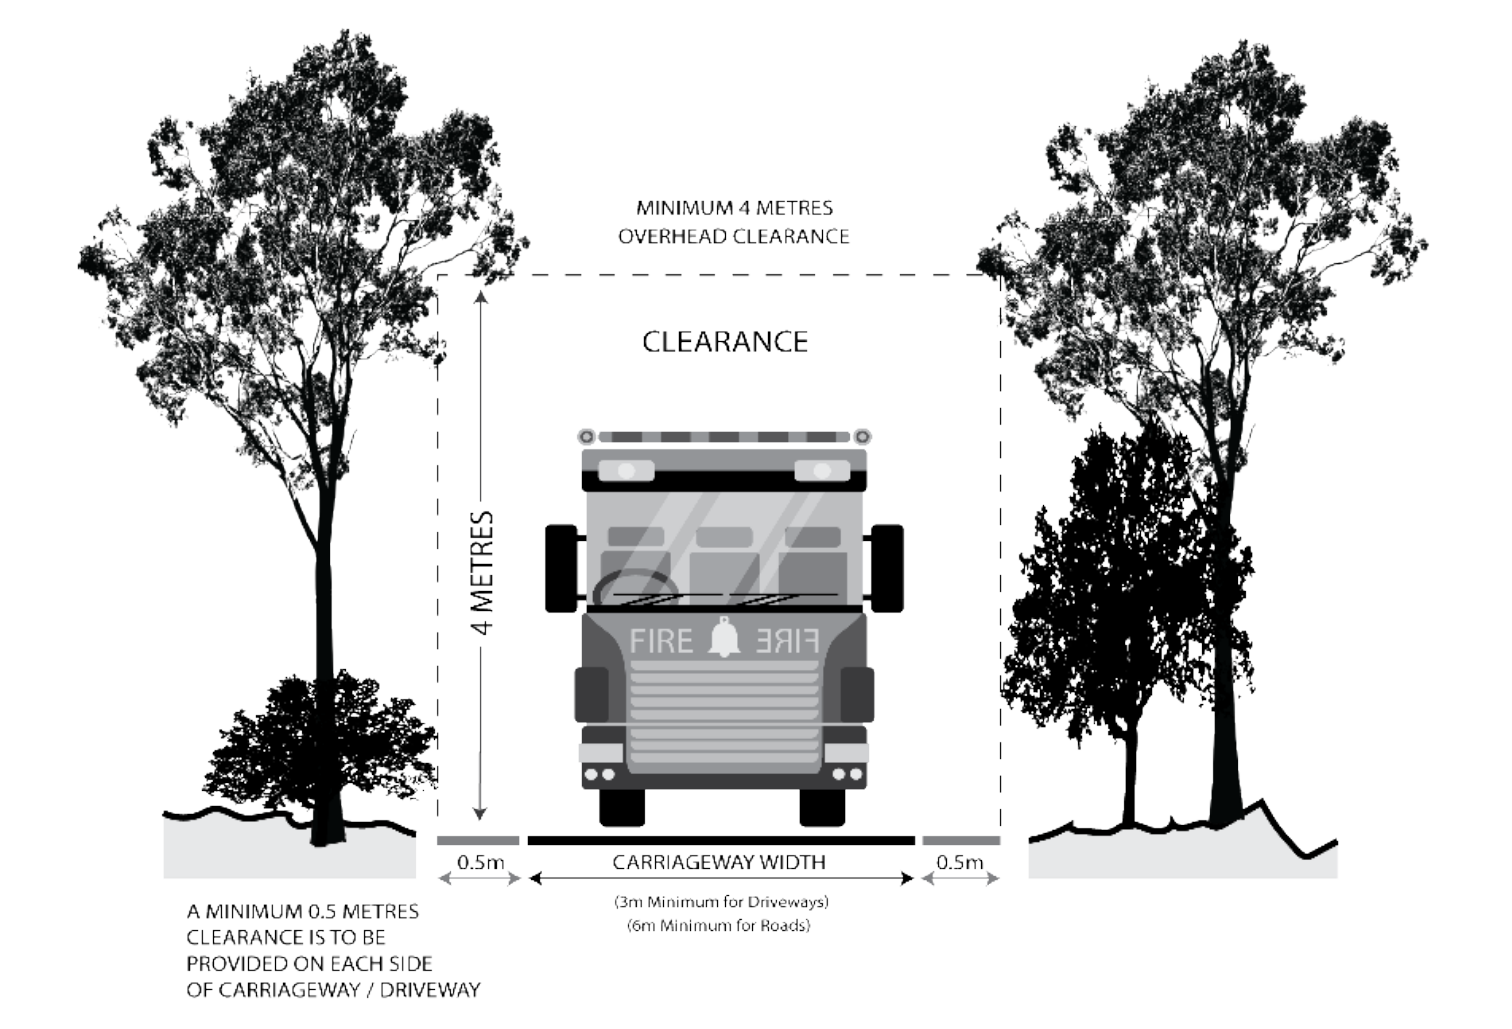 MINIMUM 4 METRES
OVERHEAD CLEARANCE
CLEARANCE
4 METRES
FIRE FIRE
0.5m CARRIAGEWAY WIDTH 0.5m
(3m Minimum for Driveways)
(6m Minimum for Roads)
A MINIMUM 0.5 METRES
CLEARANCE IS TO BE
PROVIDED ON EACH SIDE
OF CARRIAGEWAY / DRIVEWAY